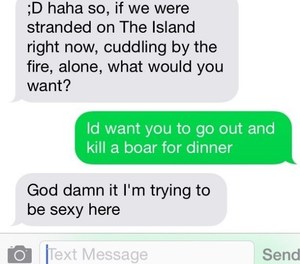 ;D haha so, if we were
stranded on The Island
right now, cuddling by the
fire, alone, what would you
want?
Id want you to go out and
kill a boar for dinner
God damn it I'm trying to
be sexy here
Text Message
Send